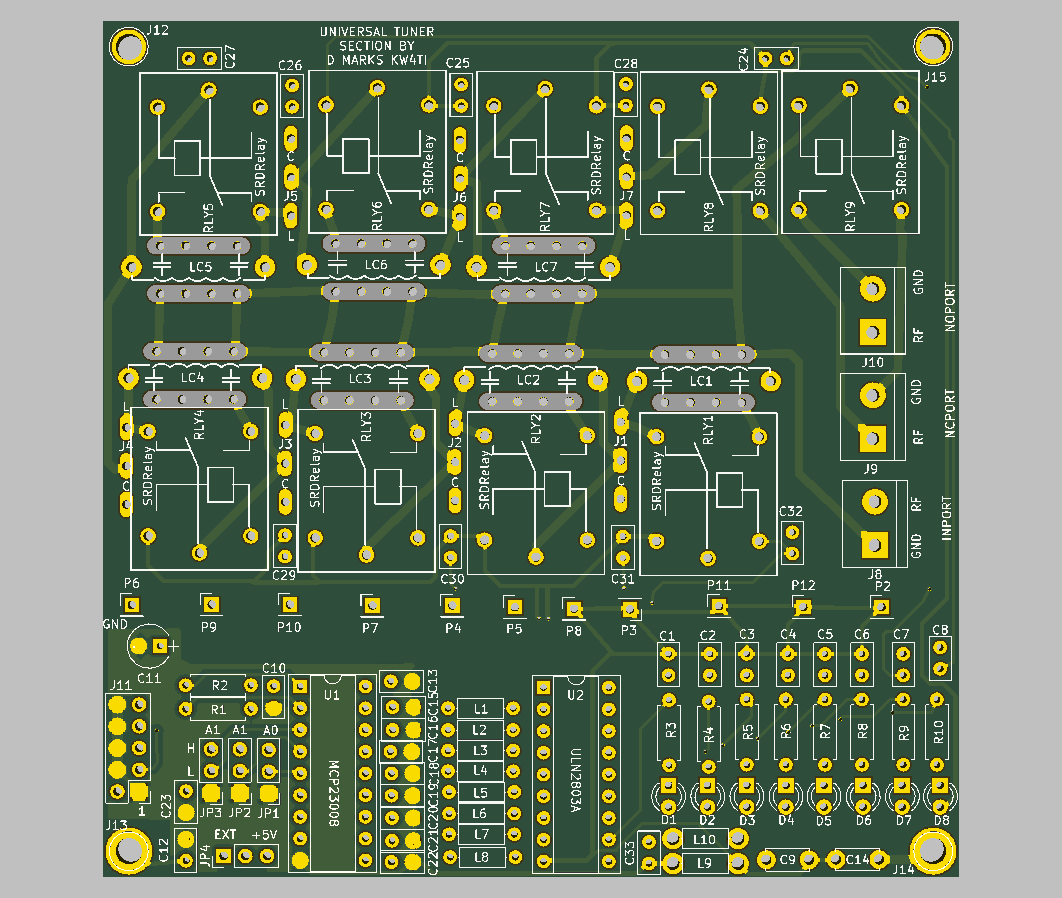 J12
UNIVERSAL TUNER
SECTION BY
D MARKS KW4TI
C27
C26
C25
C28
C24
J15
SRDRelay
RLY5
C
J5
L
SRDRelay
RLY6
C
J6
L
SRDRelay
RLY7
C
J7
L
SRDRelay
RLY8
SRDRelay
RLY9
LC5
LC6
LC7
GND
RF
NOPORT
J10
LC4
LC3
LC2
LC1
GND
RF
NCPORT
J9
L
J4
C
SRDRelay
RLY4
L
J3
C
SRDRelay
RLY3
L
J2
C
SRDRelay
RLY2
L
J1
C
SRDRelay
RLY1
RF
GND
INPORT
J8
C32
C29
C30
C31
P6
GND
P9
P10
P7
P4
P5
P8
P3
P11
P12
P2
C11
C1
C2
C3
C4
C5
C6
C7
C8
J11
R2
R1
C10
U1
MCP23008
C13
C15
C16
C17
C18
C19
C20
C21
C22
L1
L2
L3
L4
L5
L6
L7
L8
U2
ULN2803A
R3
R4
R5
R6
R7
R8
R9
R10
A1
A1
A0
H
L
1
C23
JP3
JP2
JP1
D1
D2
D3
D4
D5
D6
D7
D8
J13
C12
EXT
+5V
JP4
C33
L10
L9
C9
C14
J14